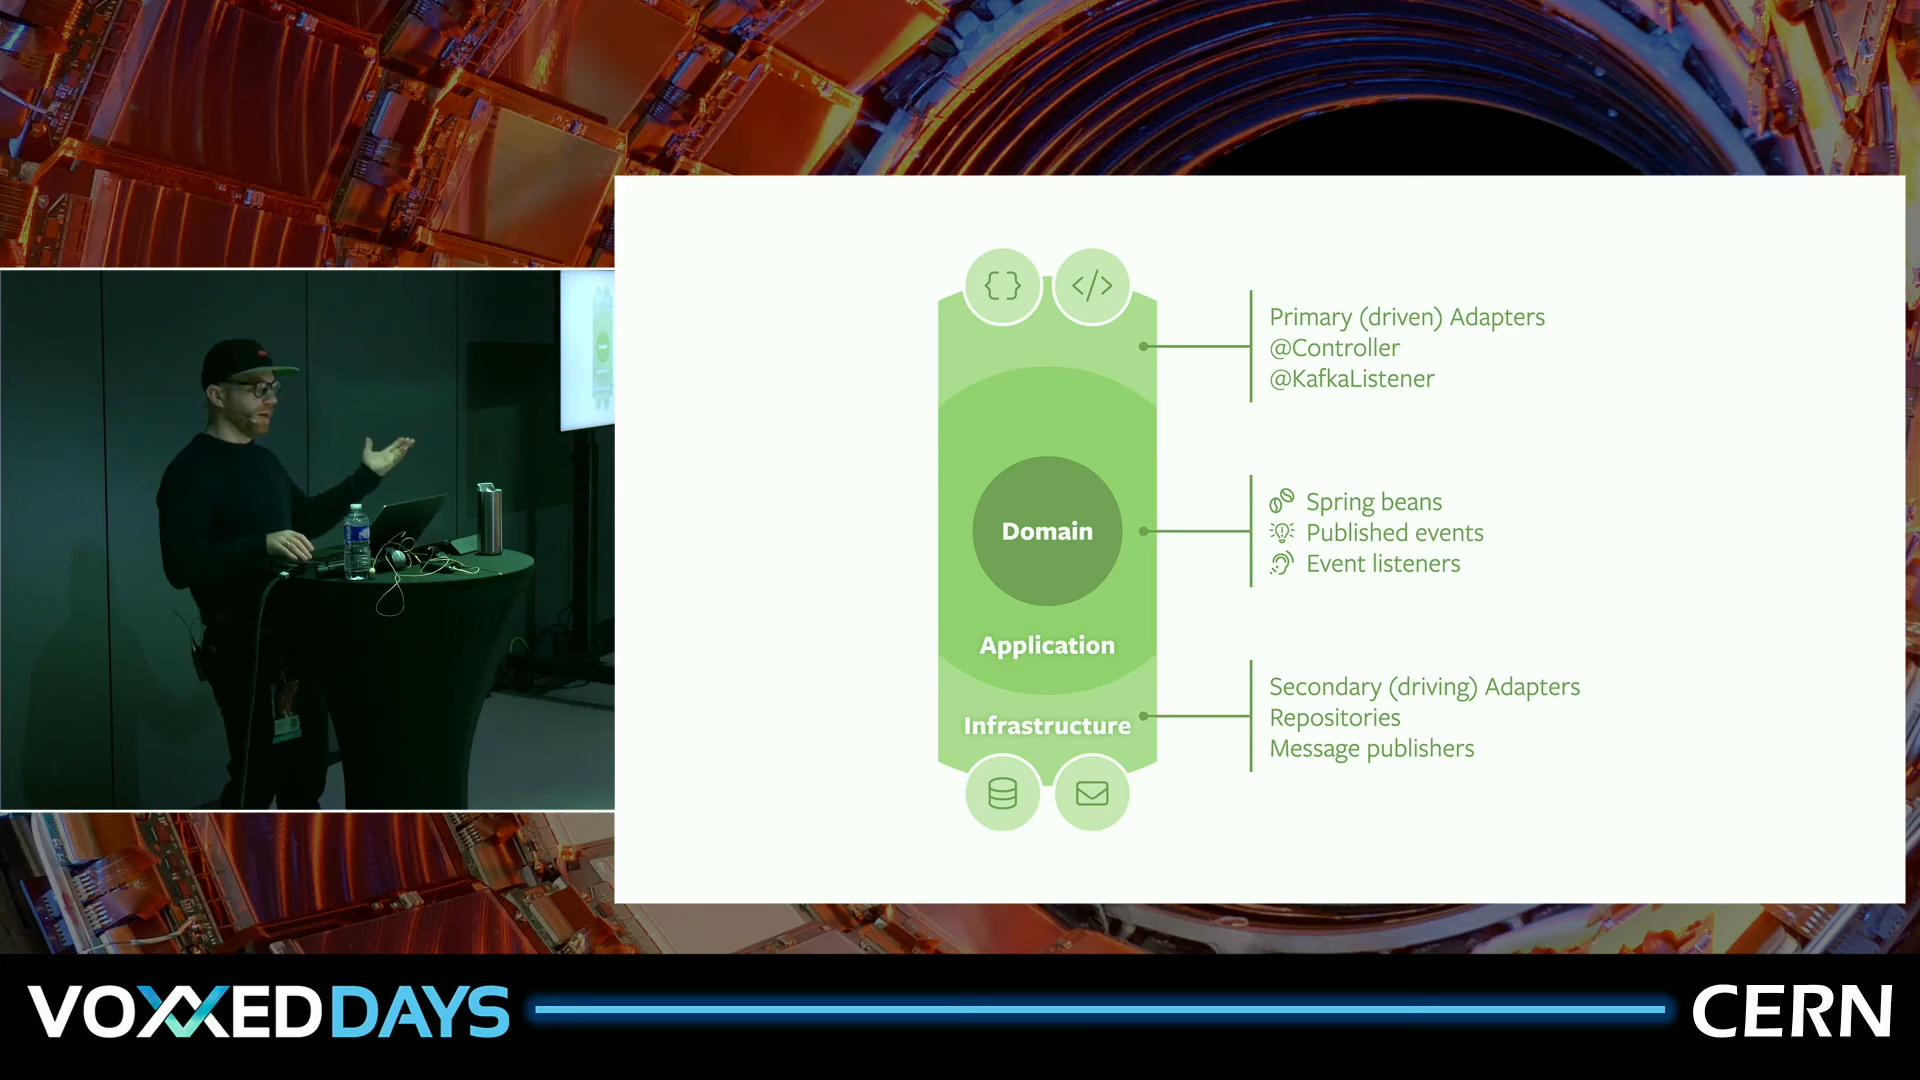 {} </>
Primary (driven) Adapters
@Controller
@KafkaListener
Domain
Spring beans
Published events
Event listeners
Application
Infrastructure
Secondary (driving) Adapters
Repositories
Message publishers
VOXXEDDAYS
CERN